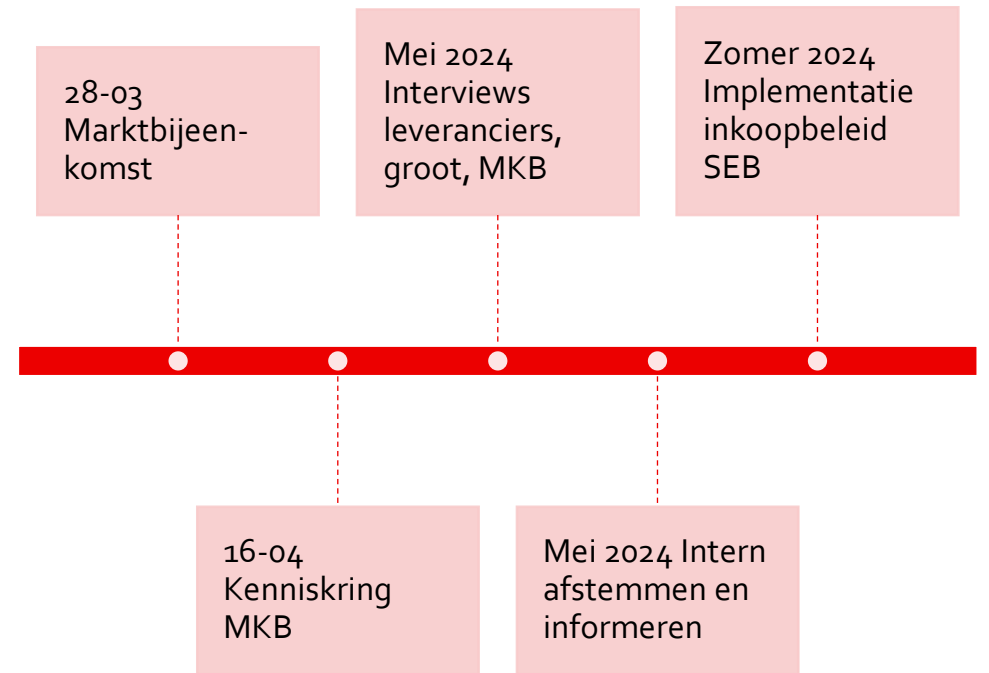 28-03
Marktbijeen-
komst
Mei 2024
Interviews
leveranciers,
groot, MKB
Zomer 2024
Implementatie
inkoopbeleid
SEB
16-04
Kenniskring
MKB
Mei 2024 Intern
afstemmen en
informeren